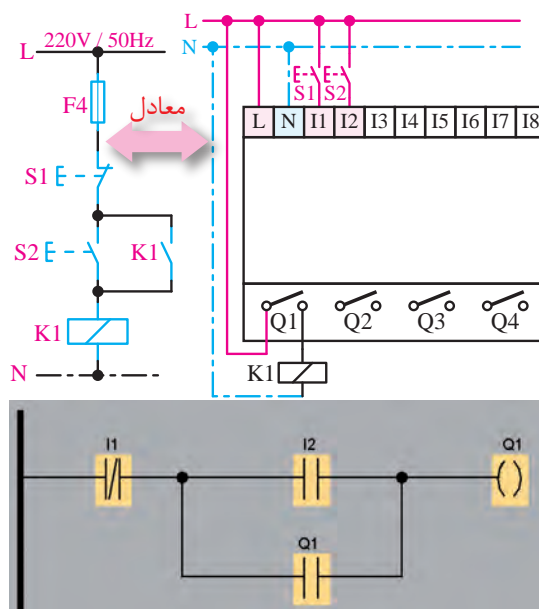 L 220V / 50Hz
F4
S1
S2 K1
K1
N
معادل
L
N
S1 S2
L N I1 I2 I3 I4 I5 I6 I7 I8
Q1 Q2 Q3 Q4
K1
I1 I2 Q1
Q1